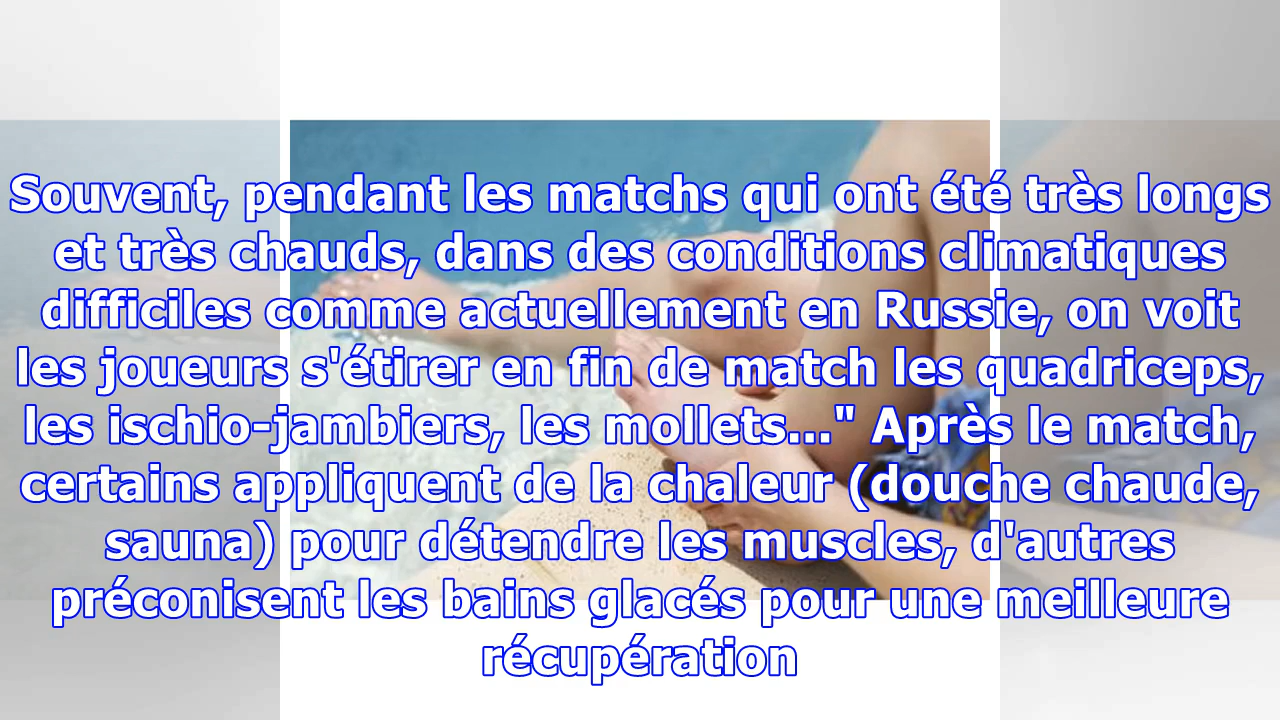 Souvent, pendant les matchs qui ont été très longs
et très chauds, dans des conditions climatiques
difficiles comme actuellement en Russie, on voit
les joueurs s'étirer en fin de match les quadriceps,
les ischio-jambiers, les mollets..." Après le match,
certains appliquent de la chaleur (douche chaude,
sauna) pour détendre les muscles, d'autres
préconisent les bains glacés pour une meilleure
récupération